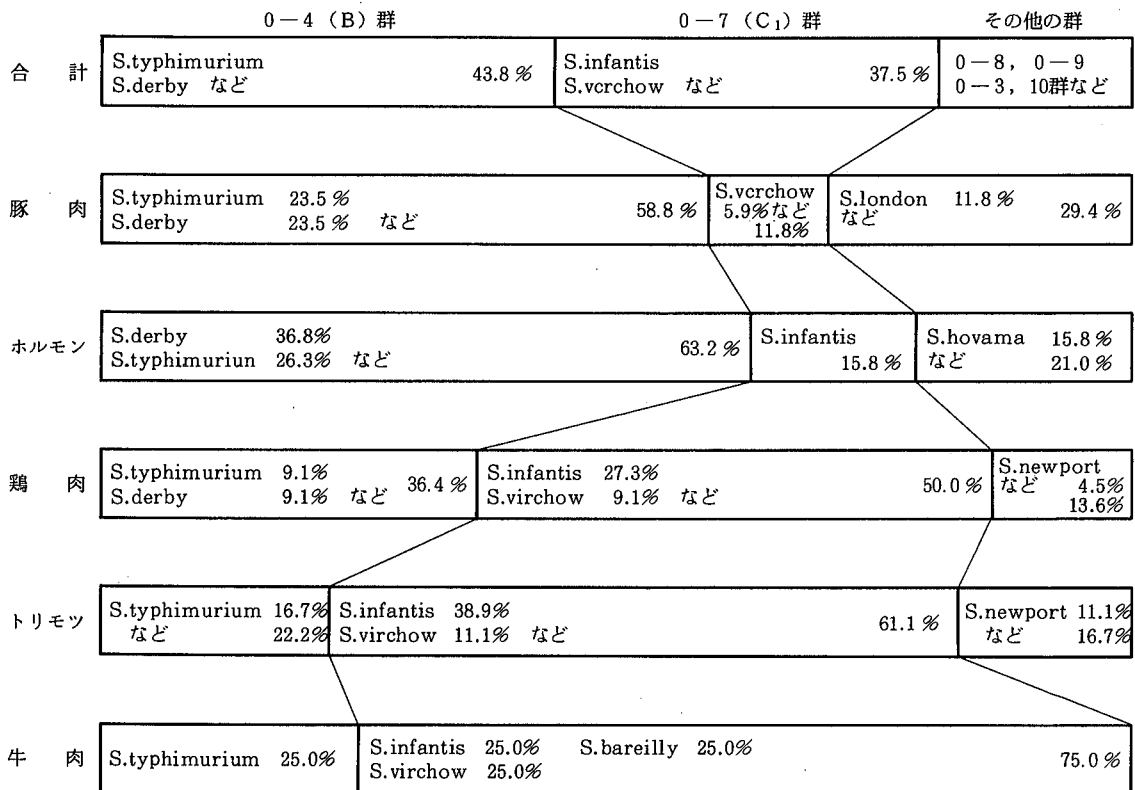 0－4（B）群 0－7（C₁）群 その他の群
合計 S.typhimurium 43.8% S.infantis 37.5% 0－8，0－9
S.derby など S.vcrchow など 0－3，10群など
豚肉 S.typhimurium 23.5% 58.8% S.vcrchow S.london 11.8% 29.4%
S.derby 23.5% など 5.9%など など
11.8%
ホルモン S.derby 36.8% 63.2% S.infantis S.hovama 15.8%
S.typhimuriun 26.3% など 15.8% など 21.0%
鶏肉 S.typhimurium 9.1% 36.4% S.infantis 27.3% 50.0% S.newport
S.derby 9.1% など S.virchow 9.1% など など 4.5%
13.6%
トリモツ S.typhimurium 16.7% S.infantis 38.9% 61.1% S.newport 11.1%
など 22.2% S.virchow 11.1% など など 16.7%
牛肉 S.typhimurium 25.0% S.infantis 25.0% S.bareilly 25.0% 75.0%
S.virchow 25.0%